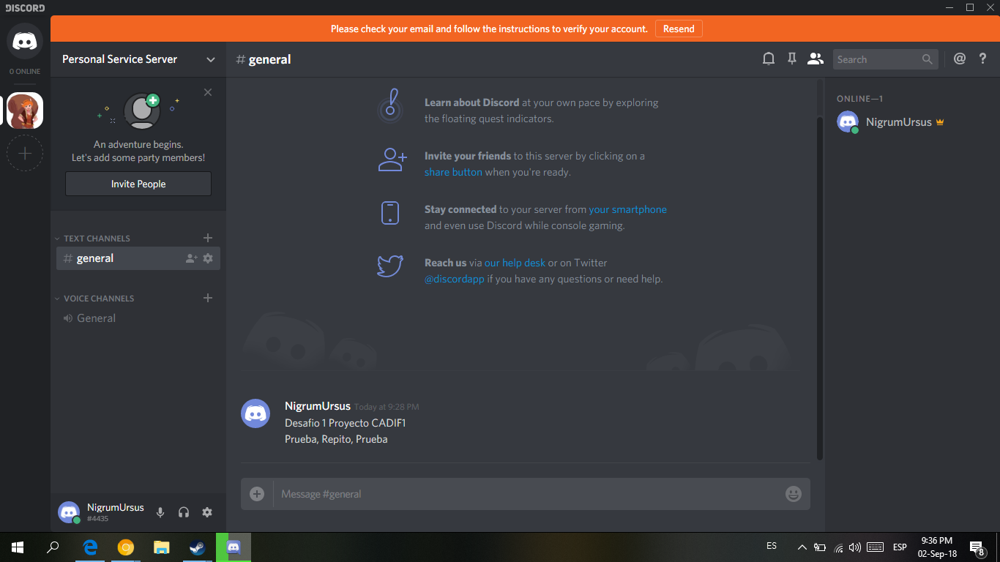 DISCORD
Please check your email and follow the instructions to verify your account. Resend
0 ONLINE
Personal Service Server
An adventure begins.
Let's add some party members!
Invite People
TEXT CHANNELS
# general
VOICE CHANNELS
General
NigrumUrsus
#4435
# general
Search
@ ?
Learn about Discord at your own pace by exploring
the floating quest indicators.
Invite your friends to this server by clicking on a
share button when you're ready.
Stay connected to your server from your smartphone
and even use Discord while console gaming.
Reach us via our help desk or on Twitter
@discordapp if you have any questions or need help.
NigrumUrsus Today at 9:28 PM
Desafio 1 Proyecto CADIF1
Prueba, Repito, Prueba
Message #general
ONLINE—1
NigrumUrsus
ES
ESP
9:36 PM
02-Sep-18
8